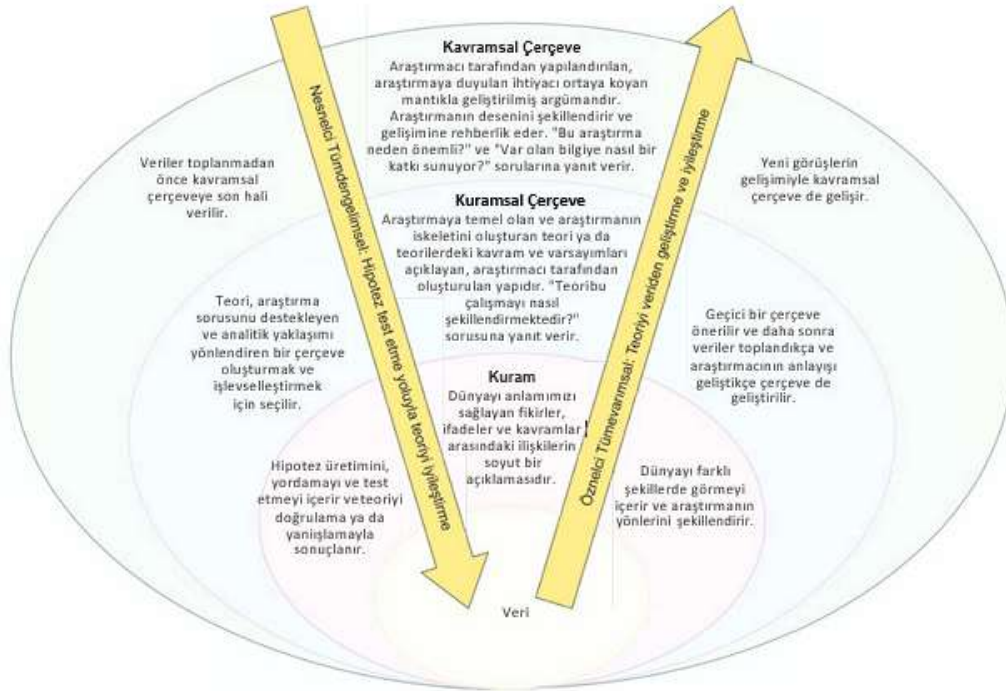 Kavramsal Çerçeve
Araştırmacı tarafından yapılandırılan,
araştırmaya duyulan ihtiyacı ortaya koyan
mantıkla geliştirilmiş argümandır.
Araştırmanın desenini şekillendirir ve
gelişimine rehberlik eder. "Bu araştırma
neden önemli?" ve "Var olan bilgiye nasıl bir
katkı sunuyor?" sorularına yanıt verir.
Veriler toplanmadan
önce kavramsal
çerçeveye son hali
verilir.
Yeni görüşlerin
gelişimiyle kavramsal
çerçeve de gelişir.
Nesnelci Tümdengelimsel: Hipotez test etme yoluyla teoriyi iyileştirme
Öznelci Tümevarımsal: Teoriyi veriden geliştirme ve iyileştirme
Kuramsal Çerçeve
Araştırmaya temel olan ve araştırmanın
iskeletini oluşturan teori ya da
teorilerdeki kavram ve varsayımları
açıklayan, araştırmacı tarafından
oluşturulan yapıdır. "Teoribu
çalışmayı nasıl
şekillendirmektedir?"
sorusuna yanıt verir.
Teori, araştırma
sorusunu destekleyen
ve analitik yaklaşımı
yönlendiren bir çerçeve
oluşturmak ve
işlevselleştirmek
için seçilir.
Geçici bir çerçeve
önerilir ve daha sonra
veriler toplandıkça ve
araştırmacının anlayışı
geliştikçe çerçeve de
geliştirilir.
Kuram
Dünyayı anlamımızı
sağlayan fikirler,
ifadeler ve kavramlar
arasındaki ilişkilerin
soyut bir
açıklamasıdır.
Hipotez üretimini,
yordamayı ve test
etmeyi içerir veteoriyi
doğrulama ya da
yanıışlamayla
sonuçlanır.
Dünyayı farklı
şekillerde görmeyi
içerir ve araştırmanın
yönlerini şekillendirir.
Veri